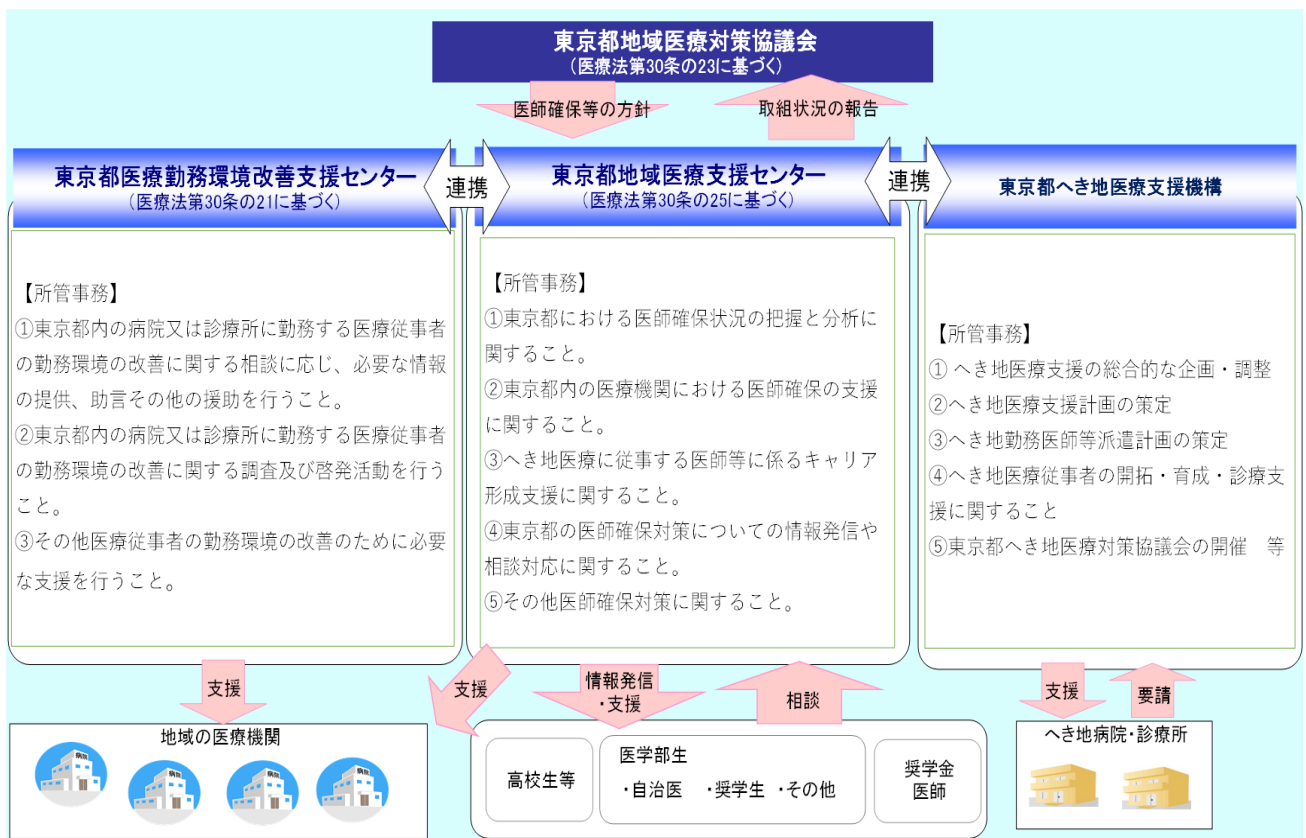 東京都地域医療対策協議会
（医療法第30条の23に基づく）
医師確保等の方針
取組状況の報告
東京都医療勤務環境改善支援センター
（医療法第30条の21に基づく）
連携
東京都地域医療支援センター
（医療法第30条の25に基づく）
連携
東京都へき地医療支援機構
【所管事務】
①東京都内の病院又は診療所に勤務する医療従事者
の勤務環境の改善に関する相談に応じ、必要な情報
の提供、助言その他の援助を行うこと。
②東京都内の病院又は診療所に勤務する医療従事者
の勤務環境の改善に関する調査及び啓発活動を行う
こと。
③その他医療従事者の勤務環境の改善のために必要
な支援を行うこと。
【所管事務】
①東京都における医師確保状況の把握と分析に
関すること。
②東京都内の医療機関における医師確保の支援
に関すること。
③へき地医療に従事する医師等に係るキャリア
形成支援に関すること。
④東京都の医師確保対策についての情報発信や
相談対応に関すること。
⑤その他医師確保対策に関すること。
【所管事務】
① へき地医療支援の総合的な企画・調整
②へき地医療支援計画の策定
③へき地勤務医師等派遣計画の策定
④へき地医療従事者の開拓・育成・診療支
援に関すること
⑤東京都へき地医療対策協議会の開催　等
支援
支援
情報発信
・支援
相談
支援
要請
地域の医療機関
病院
病院
病院
病院
高校生等
医学部生
・自治医　・奨学生　・その他
奨学金
医師
へき地病院・診療所